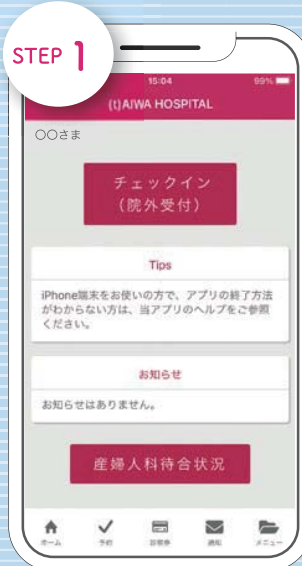 STEP 1
15:04
99%
(t)AIWA HOSPITAL
〇〇さま
チェックイン
(院外受付)
Tips
iPhone端末をお使いの方で、アプリの終了方法
がわからない方は、当アプリのヘルプをご参照
ください。
お知らせ
お知らせはありません。
産婦人科待合状況
ホーム
予約
診察券
通知
メニュー